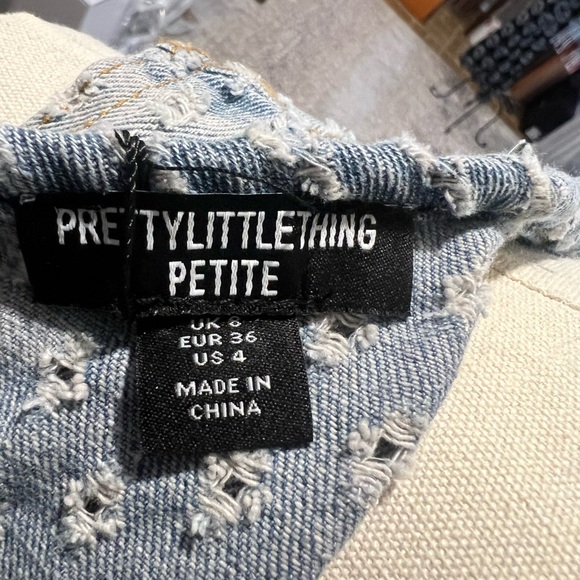 PRETTYLITTLETHING
PETITE
UK 8
EUR 36
US 4
MADE IN
CHINA